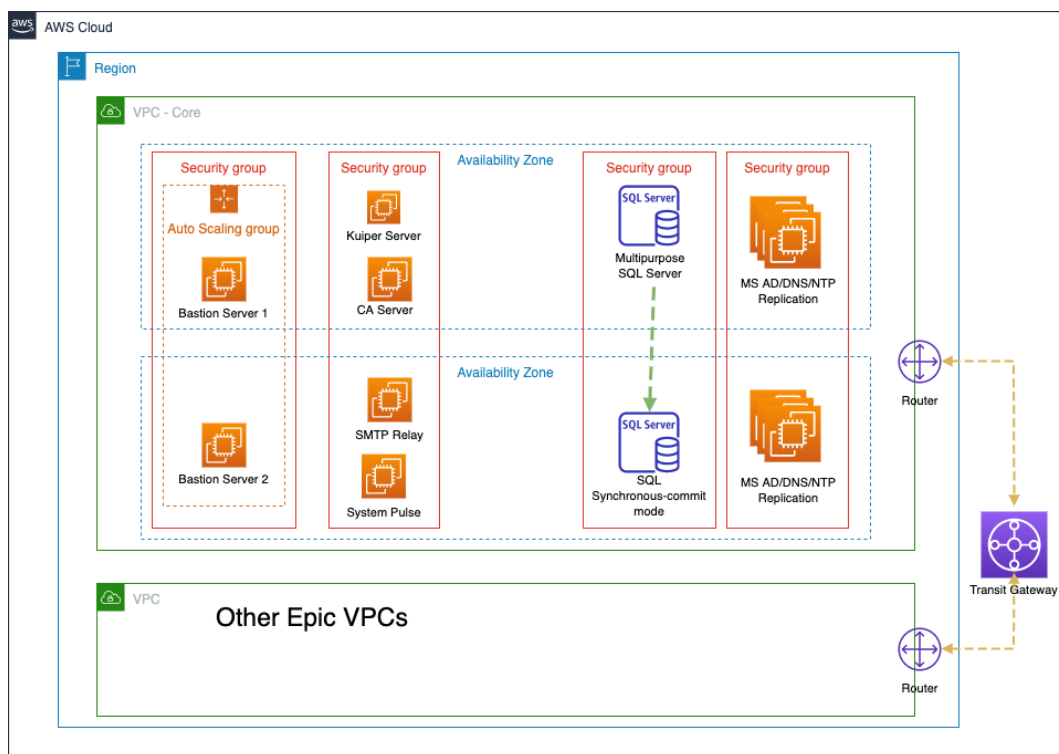 aws
AWS Cloud
Region
VPC - Core
Availability Zone
Security group
Auto Scaling group
Bastion Server 1
Security group
Kuiper Server
CA Server
Security group
SQL Server
Multipurpose
SQL Server
Security group
MS AD/DNS/NTP
Replication
Availability Zone
Bastion Server 2
SMTP Relay
System Pulse
SQL Server
SQL
Synchronous-commit
mode
MS AD/DNS/NTP
Replication
Router
Transit Gateway
VPC
Other Epic VPCs
Router